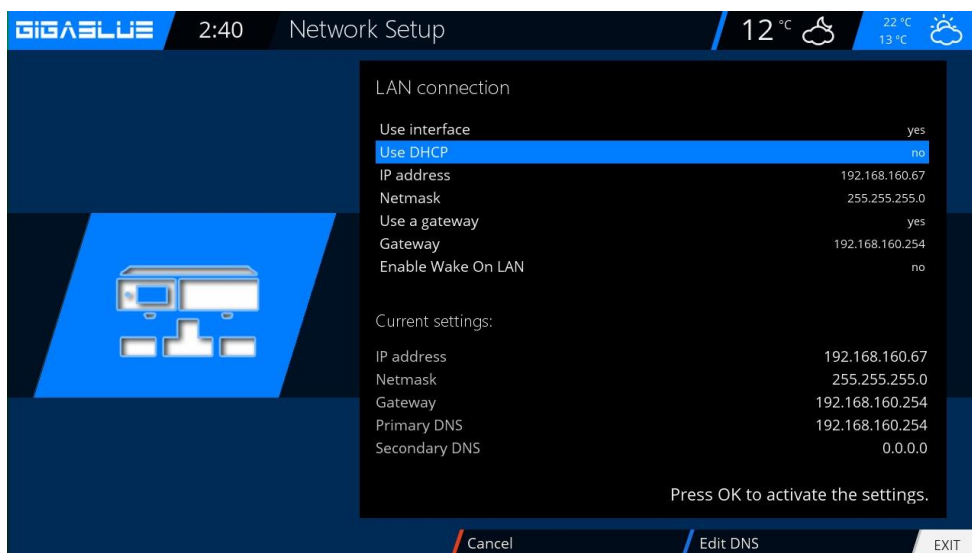 GIGABLUE 2:40 Network Setup 12 °C 22 °C
13 °C
LAN connection
Use interface yes
Use DHCP no
IP address 192.168.160.67
Netmask 255.255.255.0
Use a gateway yes
Gateway 192.168.160.254
Enable Wake On LAN no
Current settings:
IP address 192.168.160.67
Netmask 255.255.255.0
Gateway 192.168.160.254
Primary DNS 192.168.160.254
Secondary DNS 0.0.0.0
Press OK to activate the settings.
Cancel Edit DNS EXIT